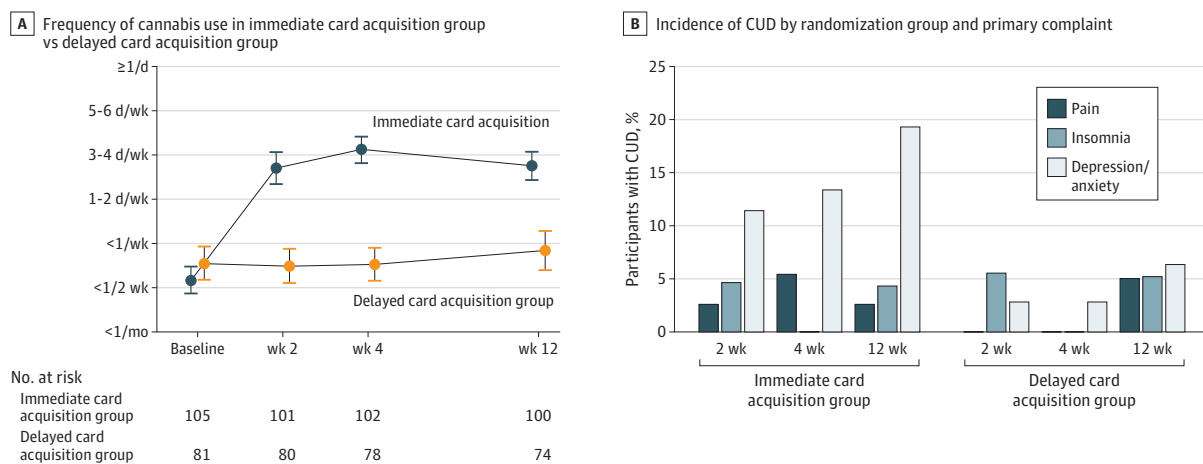 A Frequency of cannabis use in immediate card acquisition group
vs delayed card acquisition group
≥1/d
5-6 d/wk
3-4 d/wk
1-2 d/wk
<1/wk
<1/2 wk
<1/mo
Immediate card acquisition
Delayed card acquisition group
Baseline wk 2 wk 4 wk 12
No. at risk
Immediate card
acquisition group 105 101 102 100
Delayed card
acquisition group 81 80 78 74
B Incidence of CUD by randomization group and primary complaint
Participants with CUD, %
25
20
15
10
5
0
Pain
Insomnia
Depression/
anxiety
2 wk 4 wk 12 wk 2 wk 4 wk 12 wk
Immediate card
acquisition group
Delayed card
acquisition group